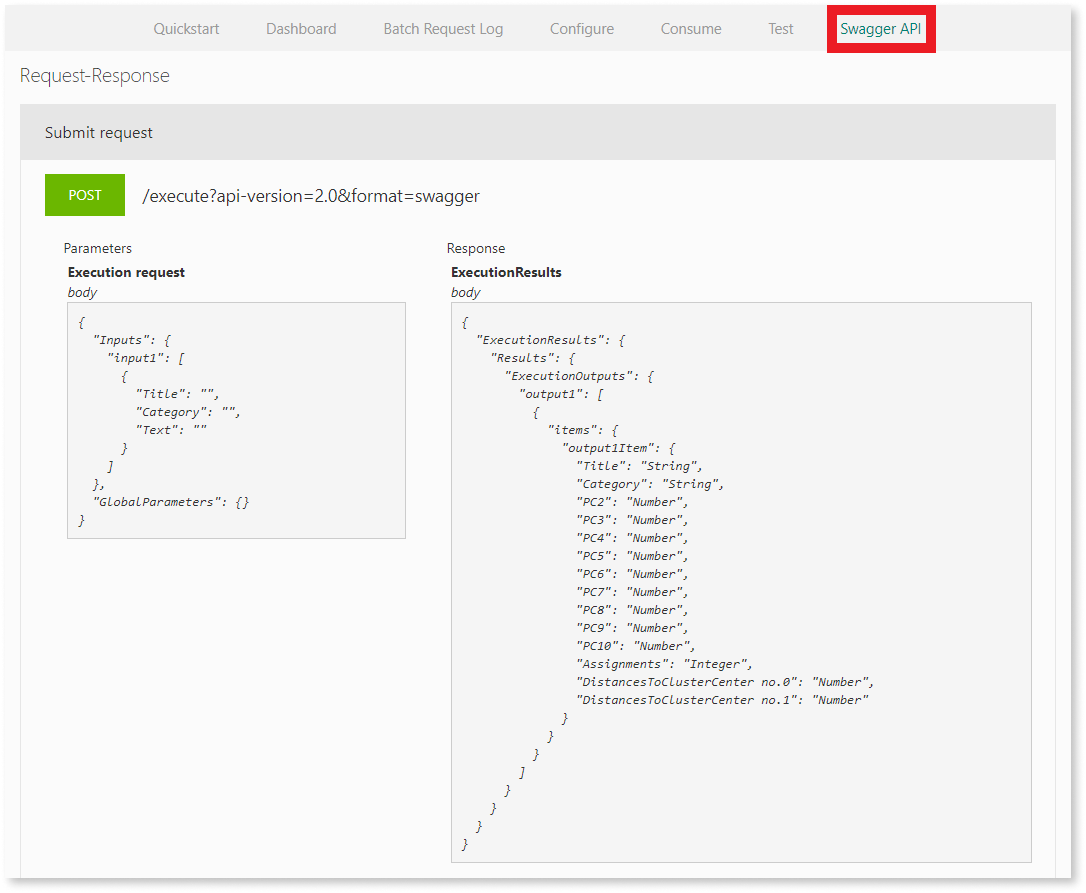 Quickstart Dashboard Batch Request Log Configure Consume Test Swagger API
Request-Response
Submit request
POST /execute?api-version=2.0&format=swagger
Parameters
Execution request
body
{
"Inputs": {
"input1": [
{
"Title": "",
"Category": "",
"Text": ""
}
]
},
"GlobalParameters": {}
}
Response
ExecutionResults
body
{
"ExecutionResults": {
"Results": {
"ExecutionOutputs": {
"output1": [
{
"items": {
"output1Item": {
"Title": "String",
"Category": "String",
"PC2": "Number",
"PC3": "Number",
"PC4": "Number",
"PC5": "Number",
"PC6": "Number",
"PC7": "Number",
"PC8": "Number",
"PC9": "Number",
"PC10": "Number",
"Assignments": "Integer",
"DistancesToClusterCenter no.0": "Number",
"DistancesToClusterCenter no.1": "Number"
}
}
}
]
}
}
}
}